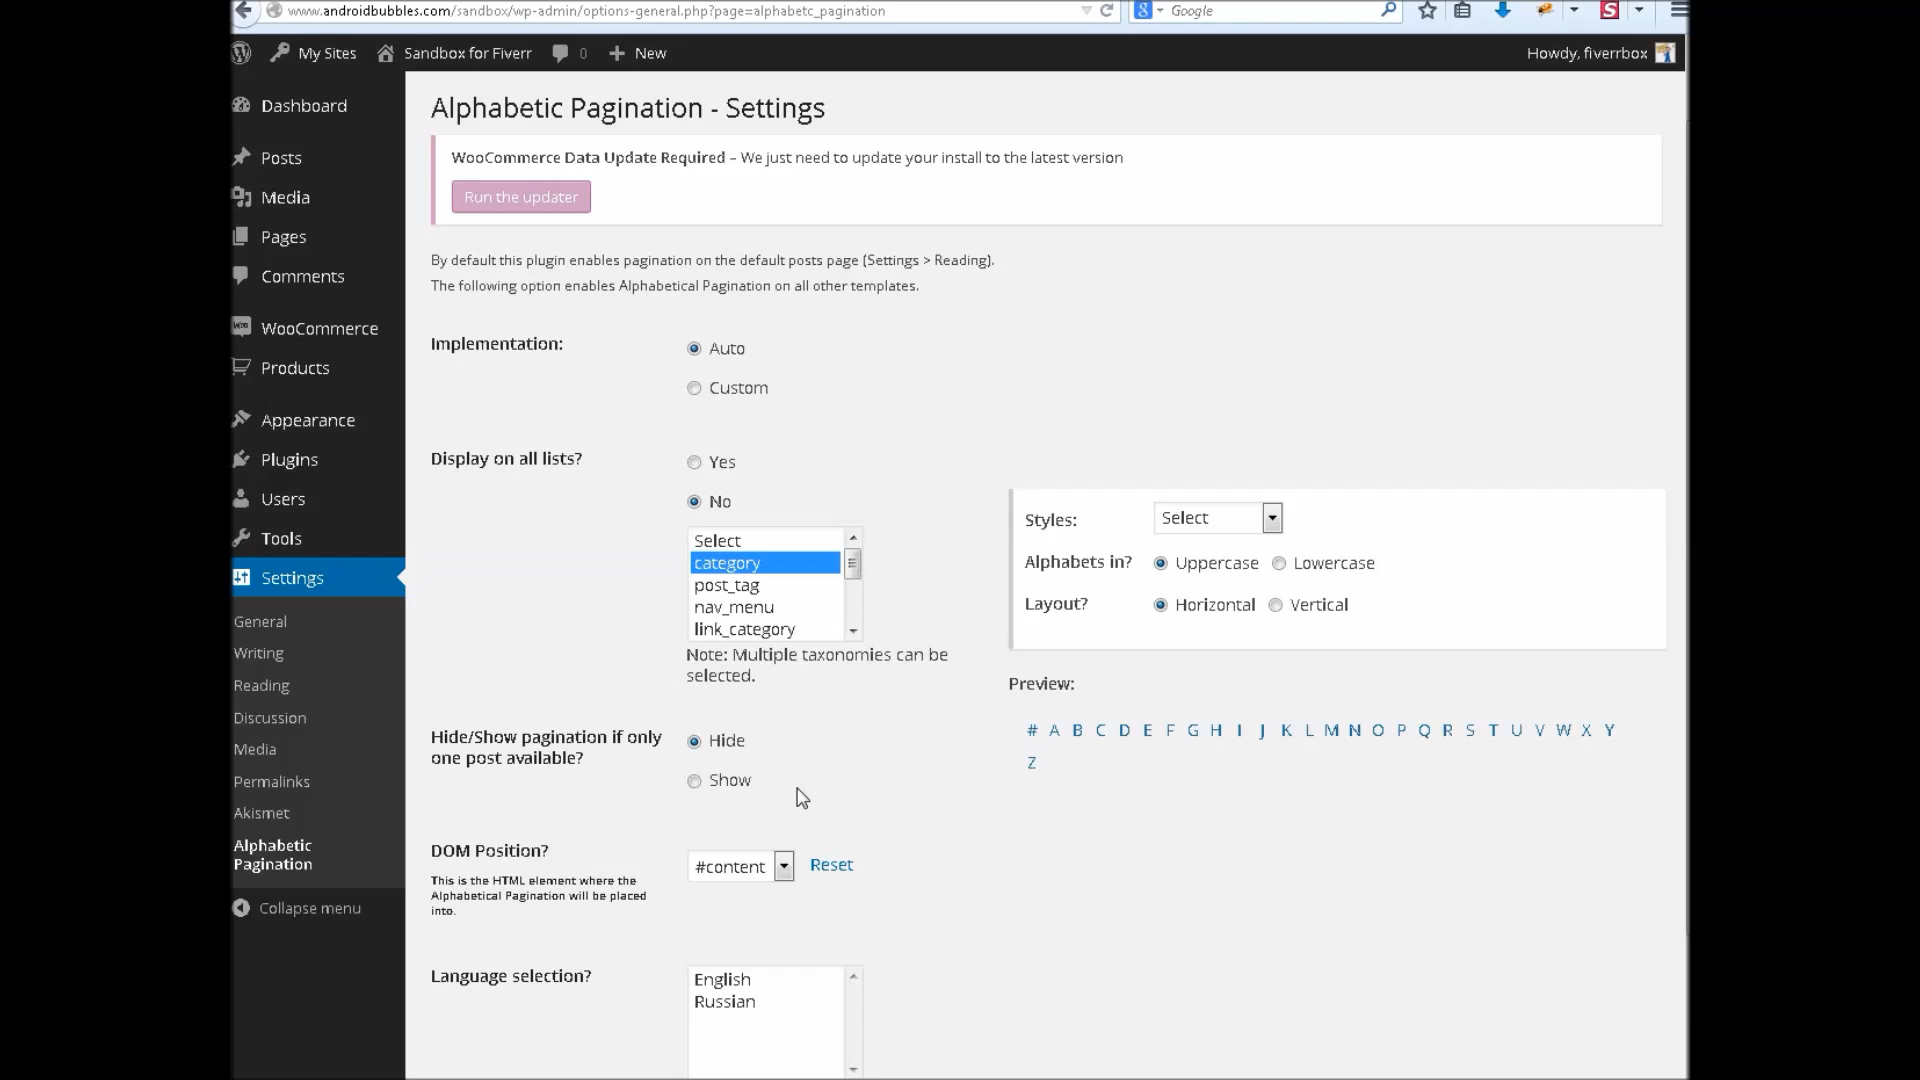 www.androidbubbles.com/sandbox/wp-admin/options-general.php?page=alphabetc_pagination
Google
My Sites
Sandbox for Fiverr
0
New
Howdy, fiverrbox
Dashboard
Posts
Media
Pages
Comments
WooCommerce
Products
Appearance
Plugins
Users
Tools
Settings
General
Writing
Reading
Discussion
Media
Permalinks
Akismet
Alphabetic
Pagination
Collapse menu
Alphabetic Pagination - Settings
WooCommerce Data Update Required – We just need to update your install to the latest version
Run the updater
By default this plugin enables pagination on the default posts page (Settings > Reading).
The following option enables Alphabetical Pagination on all other templates.
Implementation:
Auto
Custom
Display on all lists?
Yes
No
Select
category
post_tag
nav_menu
link_category
Note: Multiple taxonomies can be
selected.
Hide/Show pagination if only
one post available?
Hide
Show
DOM Position?
This is the HTML element where the
Alphabetical Pagination will be placed
into.
#content
Reset
Language selection?
English
Russian
Styles:
Select
Alphabets in?
Uppercase
Lowercase
Layout?
Horizontal
Vertical
Preview:
# A B C D E F G H I J K L M N O P Q R S T U V W X Y
Z